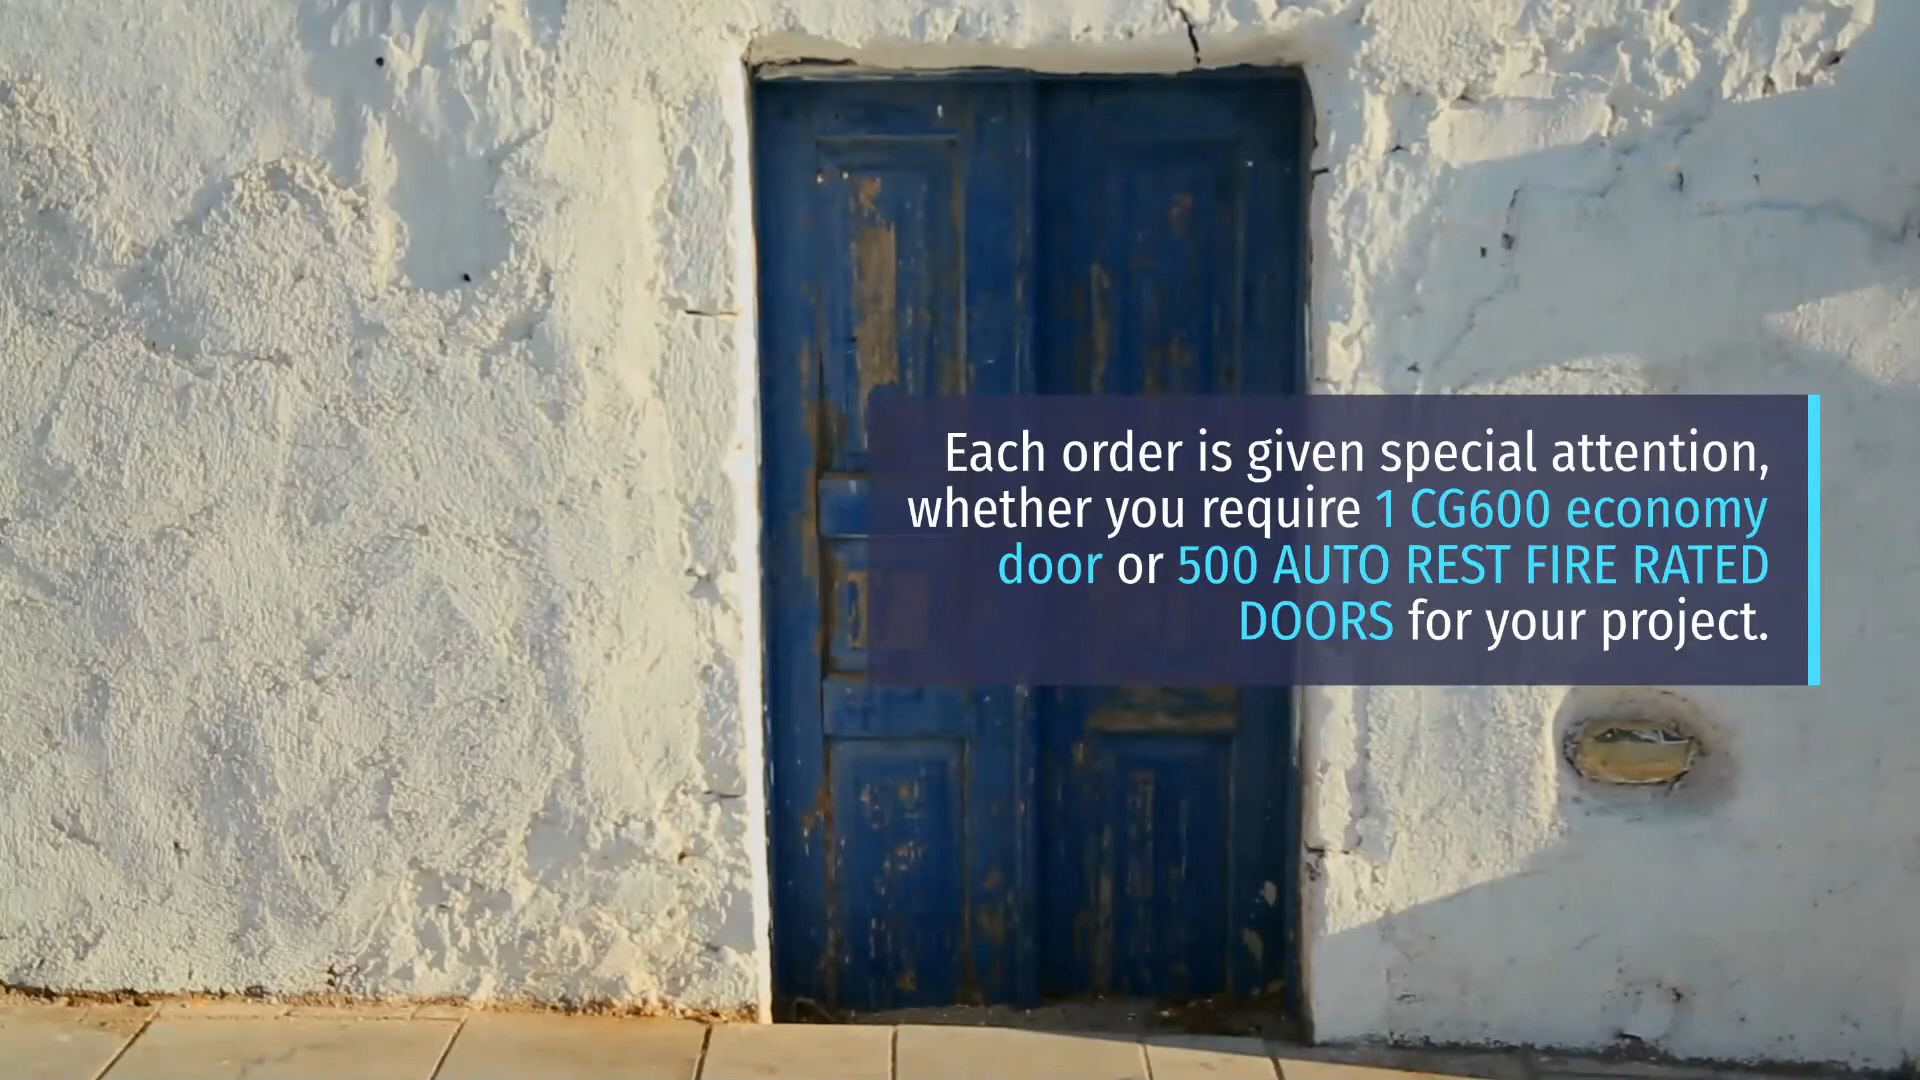 Each order is given special attention,
whether you require 1 CG600 economy
door or 500 AUTO REST FIRE RATED
DOORS for your project.